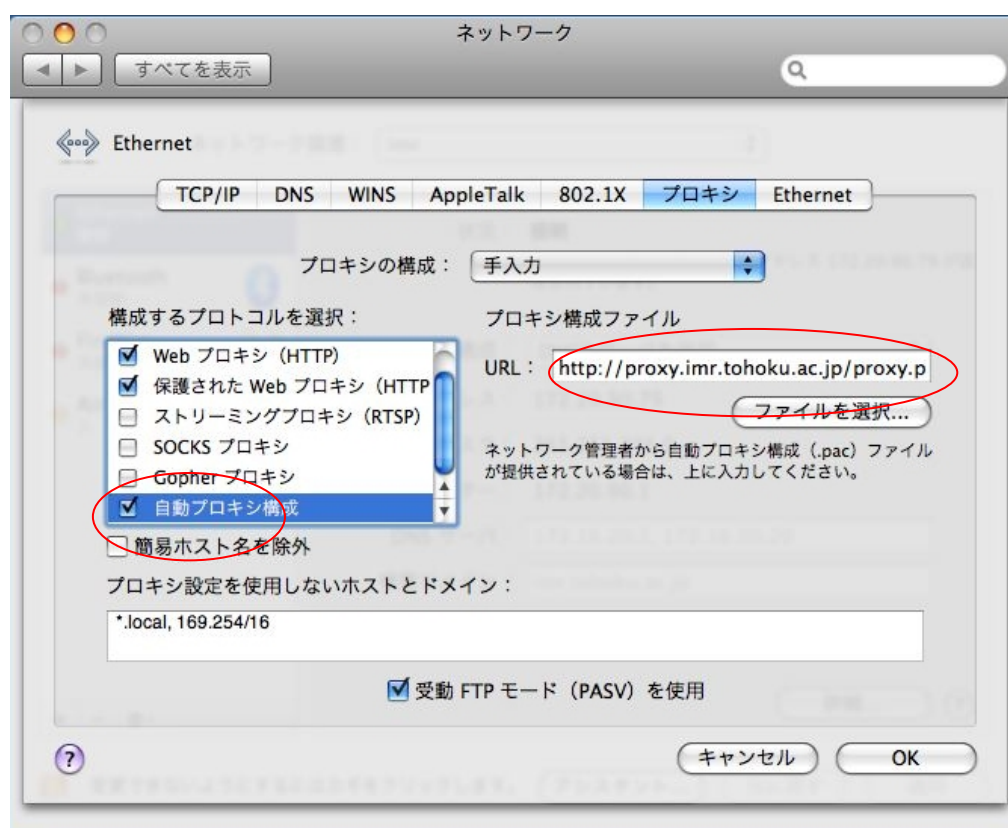 ネットワーク
すべてを表示
Ethernet
TCP/IP DNS WINS AppleTalk 802.1X プロキシ Ethernet
プロキシの構成： 手入力
構成するプロトコルを選択：
Web プロキシ（HTTP）
保護された Web プロキシ（HTTP
ストリーミングプロキシ（RTSP）
SOCKS プロキシ
Gopher プロキシ
自動プロキシ構成
プロキシ構成ファイル
URL： http://proxy.imr.tohoku.ac.jp/proxy.p
ファイルを選択...
ネットワーク管理者から自動プロキシ構成（.pac）ファイル
が提供されている場合は、上に入力してください。
簡易ホスト名を除外
プロキシ設定を使用しないホストとドメイン：
*.local, 169.254/16
受動 FTP モード（PASV）を使用
?
キャンセル OK